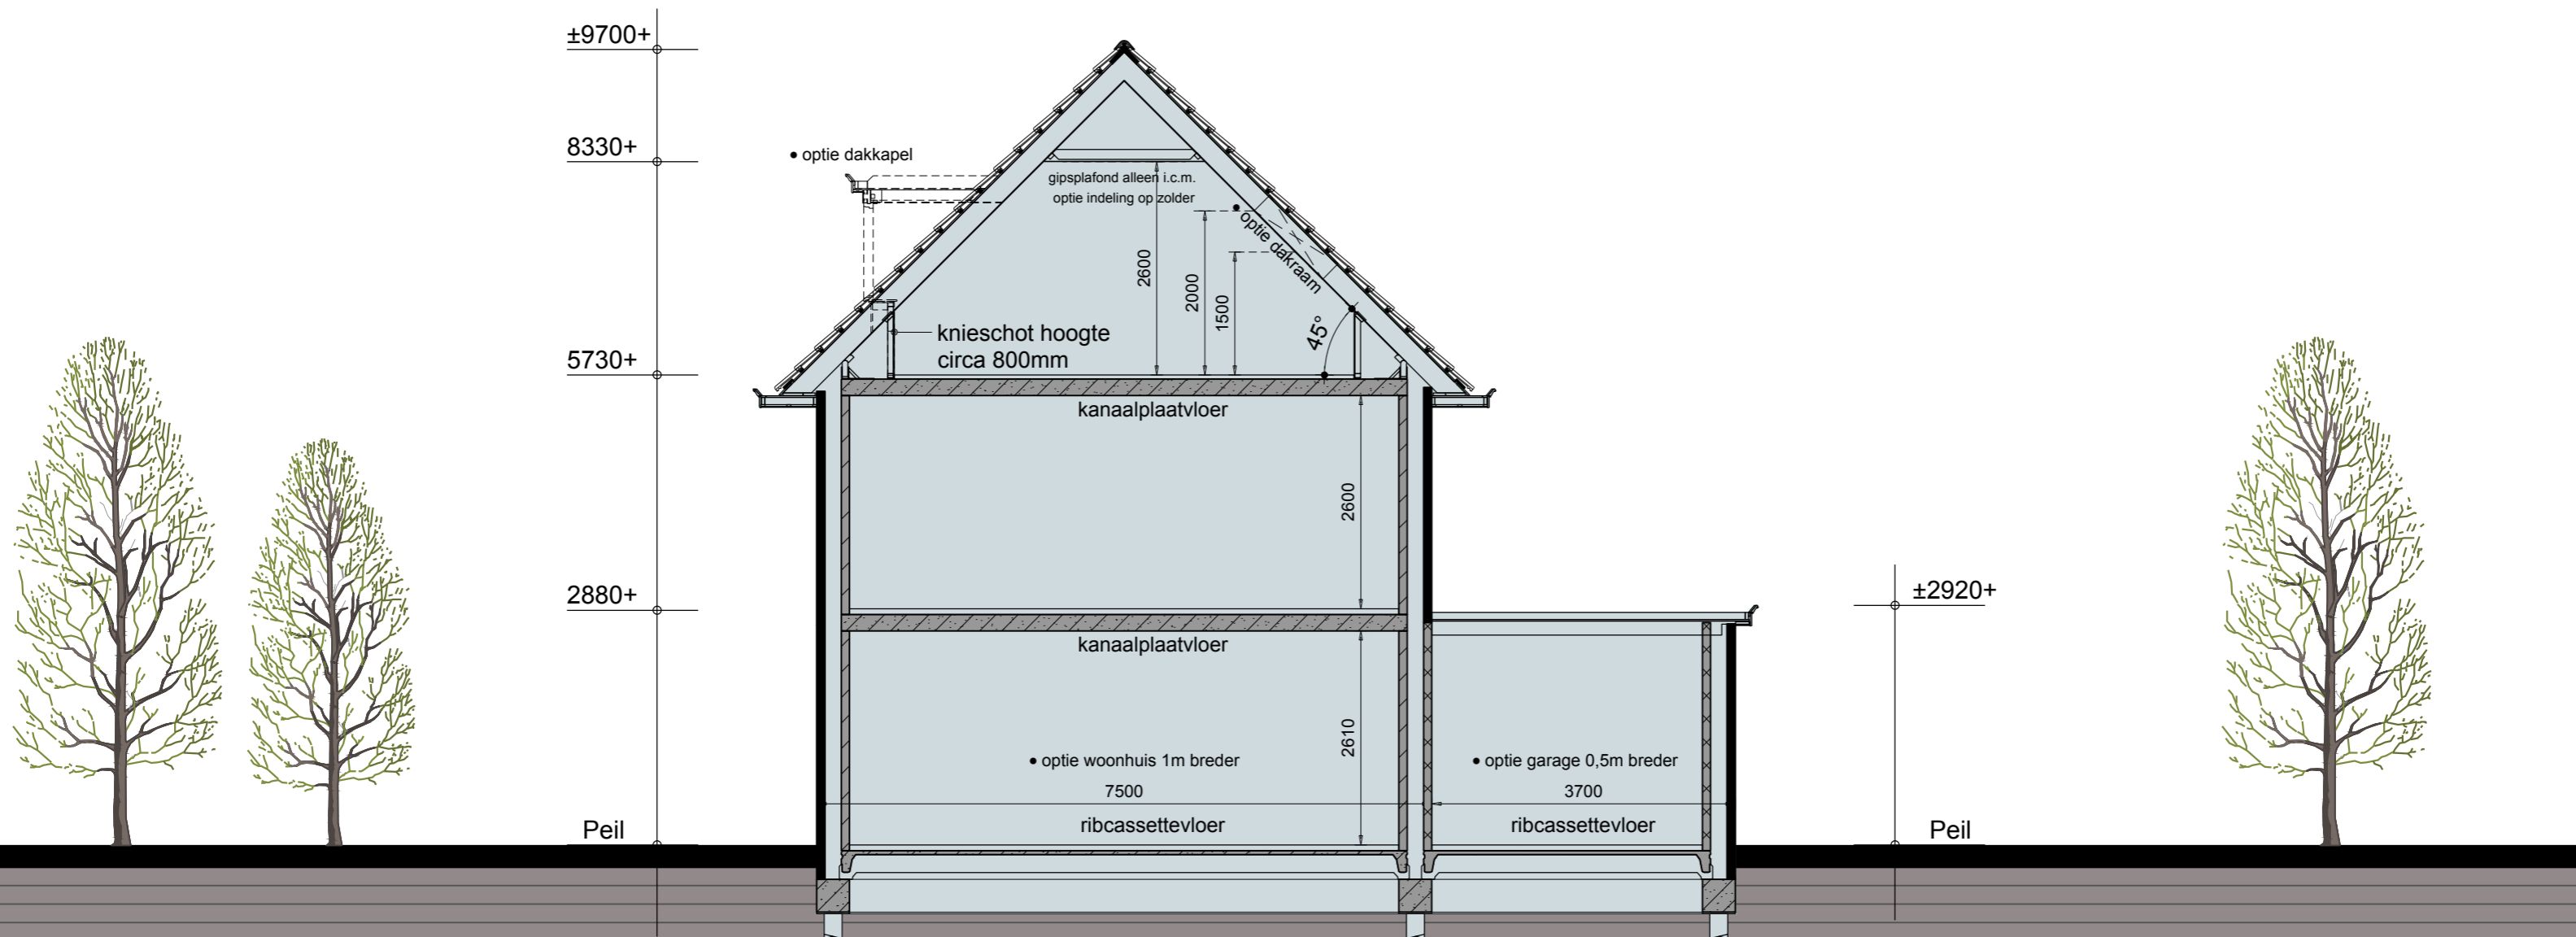 ±9700+
8330+
• optie dakkapel
gipsplafond alleen i.c.m.
optie indeling op zolder
• optie dakraam
2600
2000
1500
45°
knieschot hoogte
circa 800mm
5730+
kanaalplaatvloer
2600
2880+
±2920+
kanaalplaatvloer
2610
• optie woonhuis 1m breder
• optie garage 0,5m breder
7500
3700
Peil
ribcassettevloer
ribcassettevloer
Peil